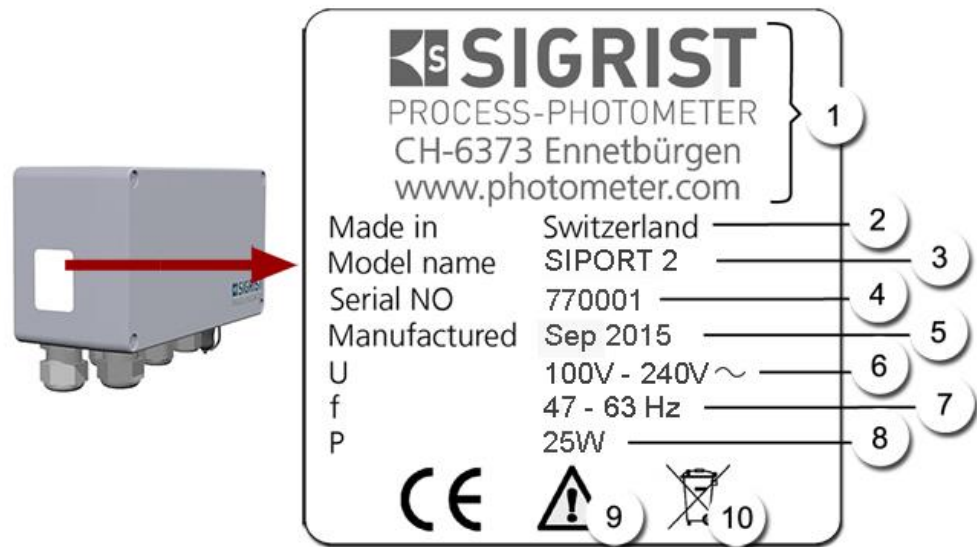 SIGRIST
PROCESS-PHOTOMETER
CH-6373 Ennetbürgen
www.photometer.com
1
Made in Switzerland 2
Model name SIPORT 2 3
Serial NO 770001 4
Manufactured Sep 2015 5
U 100V - 240V~ 6
f 47 - 63 Hz 7
P 25W 8
CE 9 10
SIGRIST